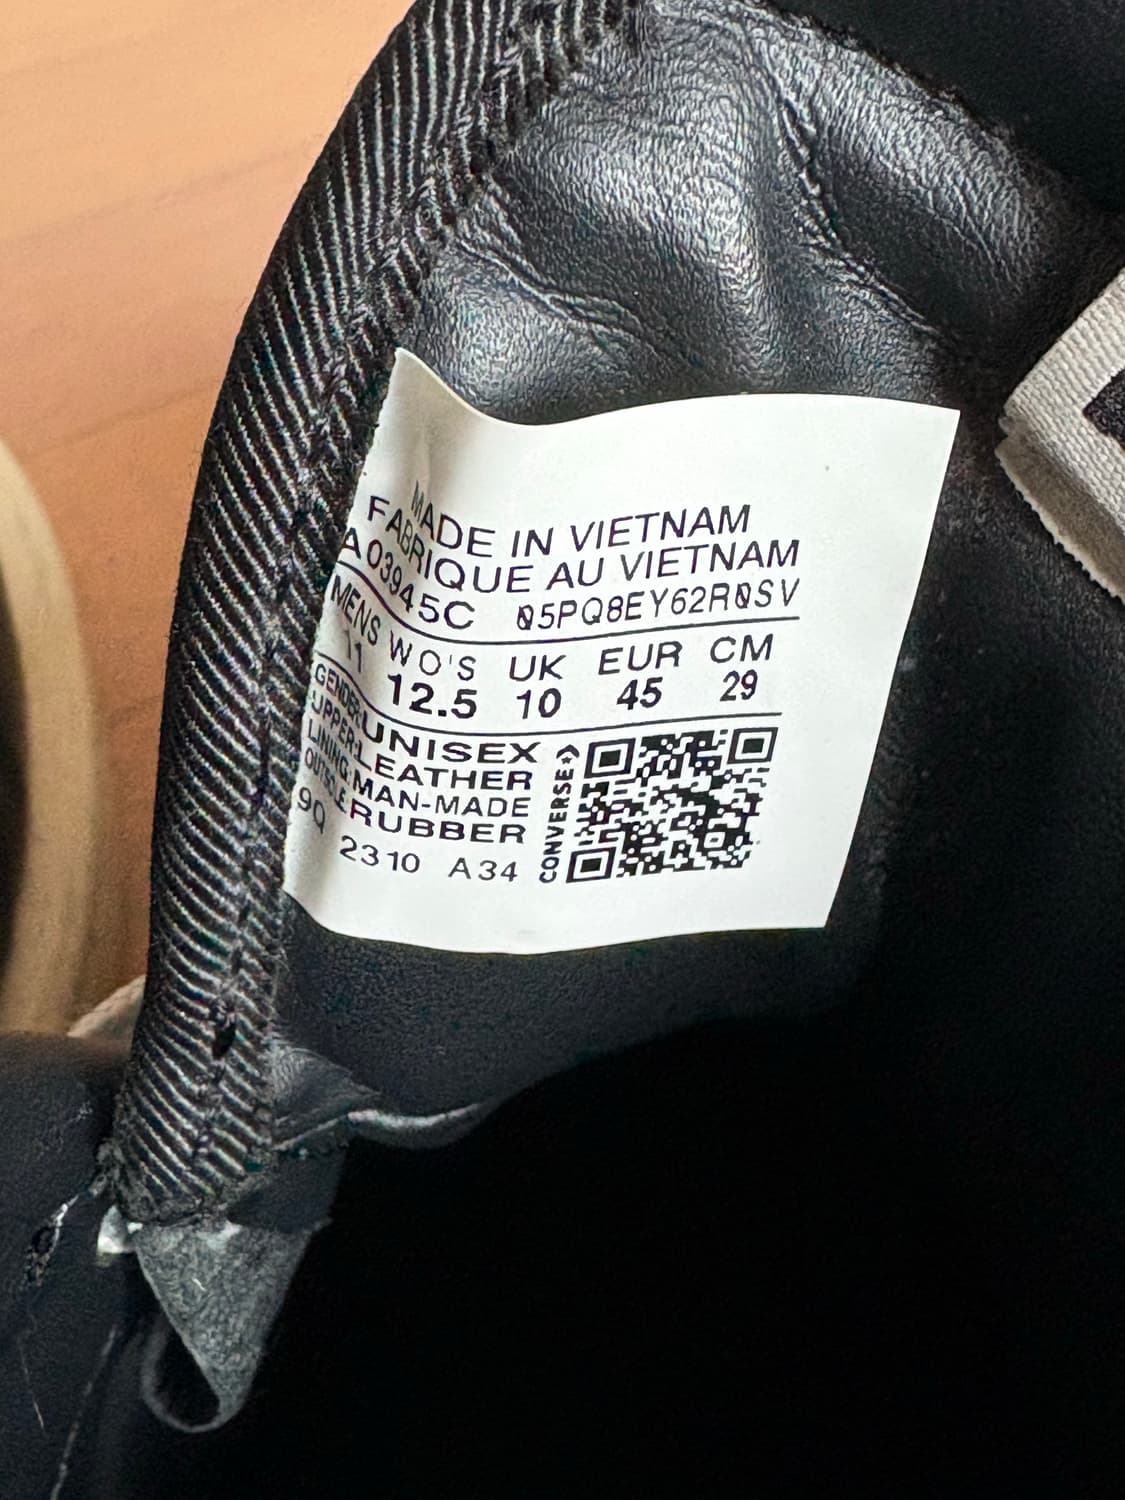 MADE IN VIETNAM
FABRIQUE AU VIETNAM
A03945C 05PQ8EY62R0SV
MENS WO'S UK EUR CM
11 12.5 10 45 29
GENDER:UNISEX
UPPER:LEATHER
LINING:MAN-MADE
OUTSOLE:RUBBER
9Q 2310 A34
CONVERSE